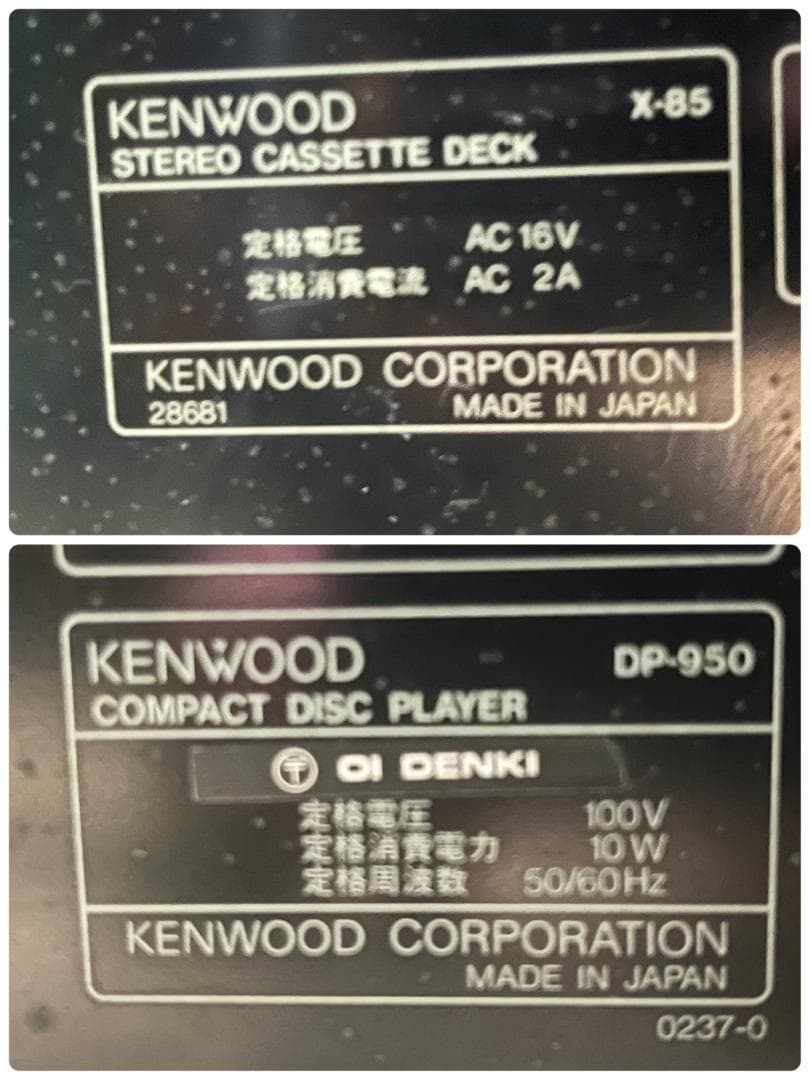 KENWOOD X-85
STEREO CASSETTE DECK
定格電圧 AC 16V
定格消費電流 AC 2A
KENWOOD CORPORATION
28681 MADE IN JAPAN
KENWOOD DP-950
COMPACT DISC PLAYER
〒 OI DENKI
定格電圧 100V
定格消費電力 10W
定格周波数 50/60Hz
KENWOOD CORPORATION
MADE IN JAPAN
0237-0